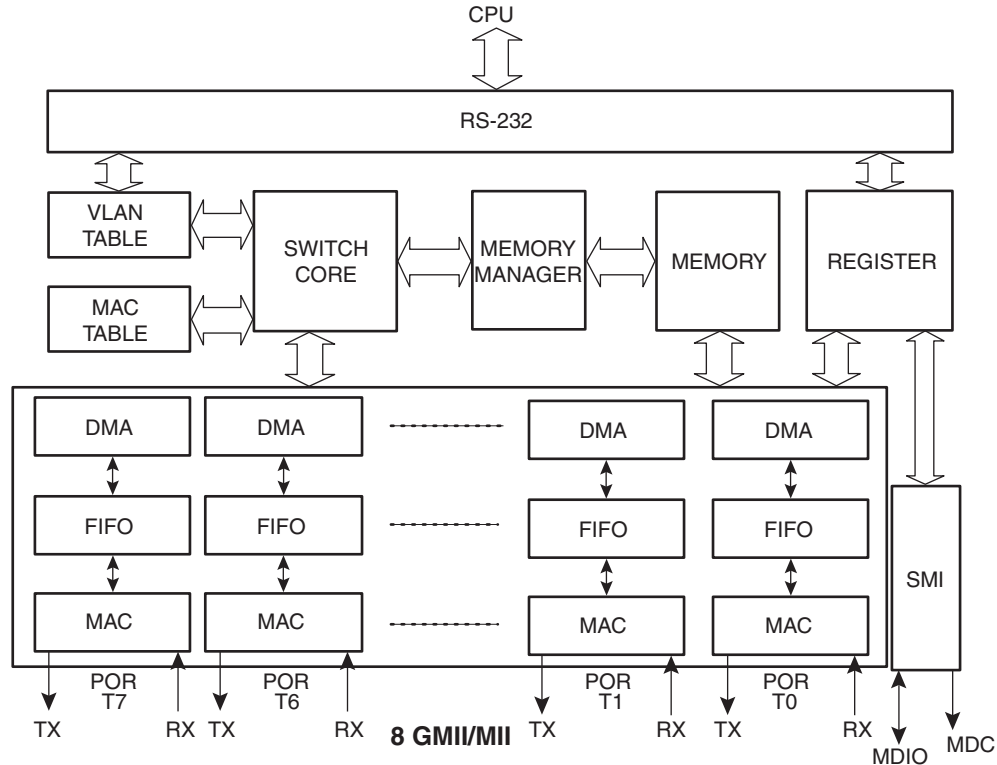 CPU
RS-232
VLAN
TABLE
SWITCH
CORE
MEMORY
MANAGER
MEMORY
REGISTER
MAC
TABLE
DMA
DMA
DMA
DMA
FIFO
FIFO
FIFO
FIFO
SMI
MAC
MAC
MAC
MAC
TX
POR
T7
RX
TX
POR
T6
RX
8 GMII/MII
TX
POR
T1
RX
TX
POR
T0
RX
MDIO
MDC